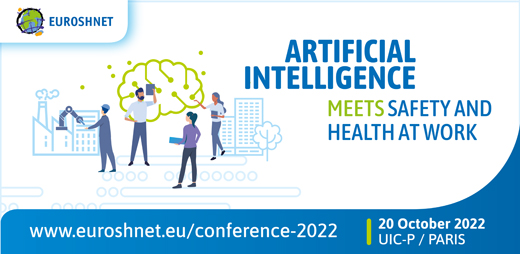 EUROSHNET
ARTIFICIAL
INTELLIGENCE
MEETS SAFETY AND
HEALTH AT WORK
www.euroshnet.eu/conference-2022
20 October 2022
UIC-P / PARIS